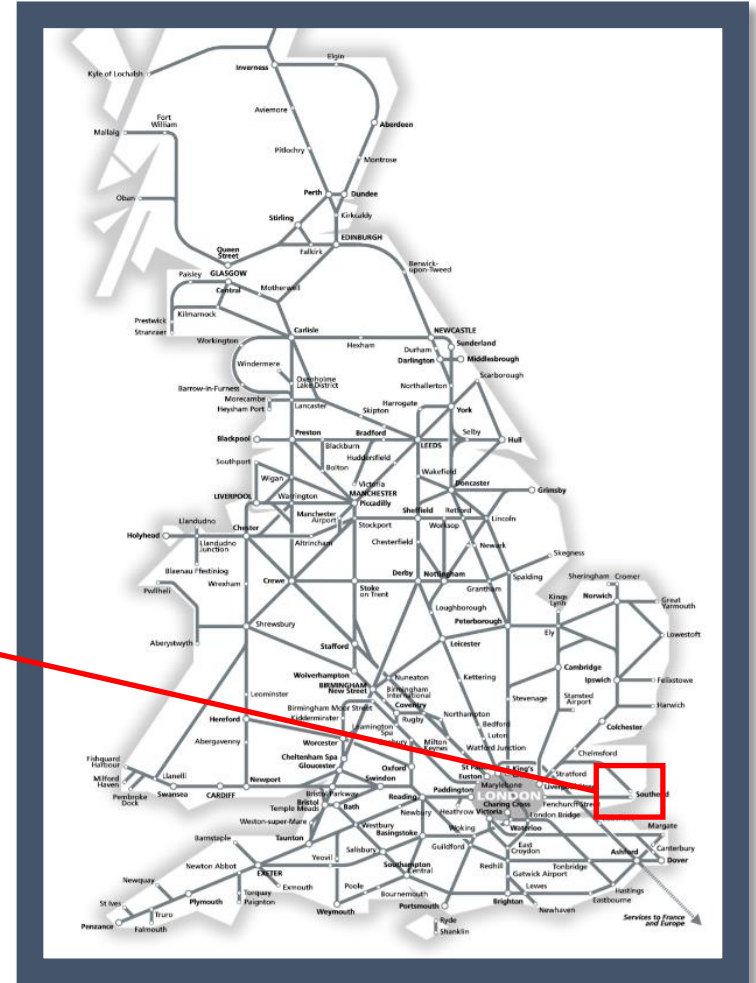 Elgin
Inverness
Kyle of Lochalsh
Aviemore
Fort
William
Mallaig
Aberdeen
Pitlochry
Montrose
Perth
Dundee
Oban
Stirling
Kirkcaldy
EDINBURGH
Queen
Street
Falkirk
Berwick-
upon-Tweed
Paisley
GLASGOW
Central
Motherwell
Prestwick
Kilmarnock
Stranraer
Carlisle
NEWCASTLE
Workington
Hexham
Sunderland
Durham
Darlington
Middlesbrough
Windermere
Scarborough
Oxenholme
Lake District
Northallerton
Barrow-in-Furness
Morecambe
Heysham Port
Lancaster
Harrogate
York
Skipton
Blackpool
Preston
Bradford
Selby
Blackburn
LEEDS
Hull
Huddersfield
Southport
Bolton
Wakefield
Wigan
Victoria
Doncaster
Grimsby
LIVERPOOL
Warrington
MANCHESTER
Piccadilly
Manchester
Airport
Sheffield
Retford
Lincoln
Llandudno
Stockport
Worksop
Holyhead
Chester
Llandudno
Junction
Altrincham
Chesterfield
Newark
Skegness
Blaenau Ffestiniog
Wrexham
Crewe
Stoke
on Trent
Derby
Nottingham
Spalding
Sheringham
Cromer
Pwllheli
Grantham
Kings
Lynn
Norwich
Great
Yarmouth
Loughborough
Shrewsbury
Peterborough
Aberystwyth
Stafford
Leicester
Ely
Lowestoft
Wolverhampton
Nuneaton
Kettering
Cambridge
BIRMINGHAM
New Street
Birmingham
International
Ipswich
Felixstowe
Leominster
Coventry
Stevenage
Stansted
Airport
Birmingham Moor Street
Kidderminster
Rugby
Northampton
Harwich
Hereford
Leamington
Spa
Bedford
Colchester
Worcester
Milton
Keynes
Luton
Abergavenny
Watford Junction
Chelmsford
Fishguard
Harbour
Cheltenham Spa
Gloucester
Oxford
King's
Stratford
Milford
Haven
Llanelli
Newport
Swindon
Euston
Marylebone
Pembroke
Dock
Swansea
CARDIFF
Paddington
LONDON
Southend
Bristol
Temple Meads
Bath
Reading
Charing Cross
Fenchurch Street
Heathrow
Victoria
London Bridge
Newbury
Weston-super-Mare
Westbury
Waterloo
Margate
Barnstaple
Taunton
Basingstoke
Woking
East
Croydon
Canterbury
Salisbury
Guildford
Ashford
Dover
Yeovil
Redhill
Tonbridge
Newton Abbot
Southampton
Central
Gatwick Airport
EXETER
Newquay
Exmouth
Poole
Lewes
Hastings
Torquay
Bournemouth
Eastbourne
St Ives
Plymouth
Paignton
Portsmouth
Brighton
Newhaven
Truro
Weymouth
Ryde
Services to France
and Europe
Penzance
Falmouth
Shanklin